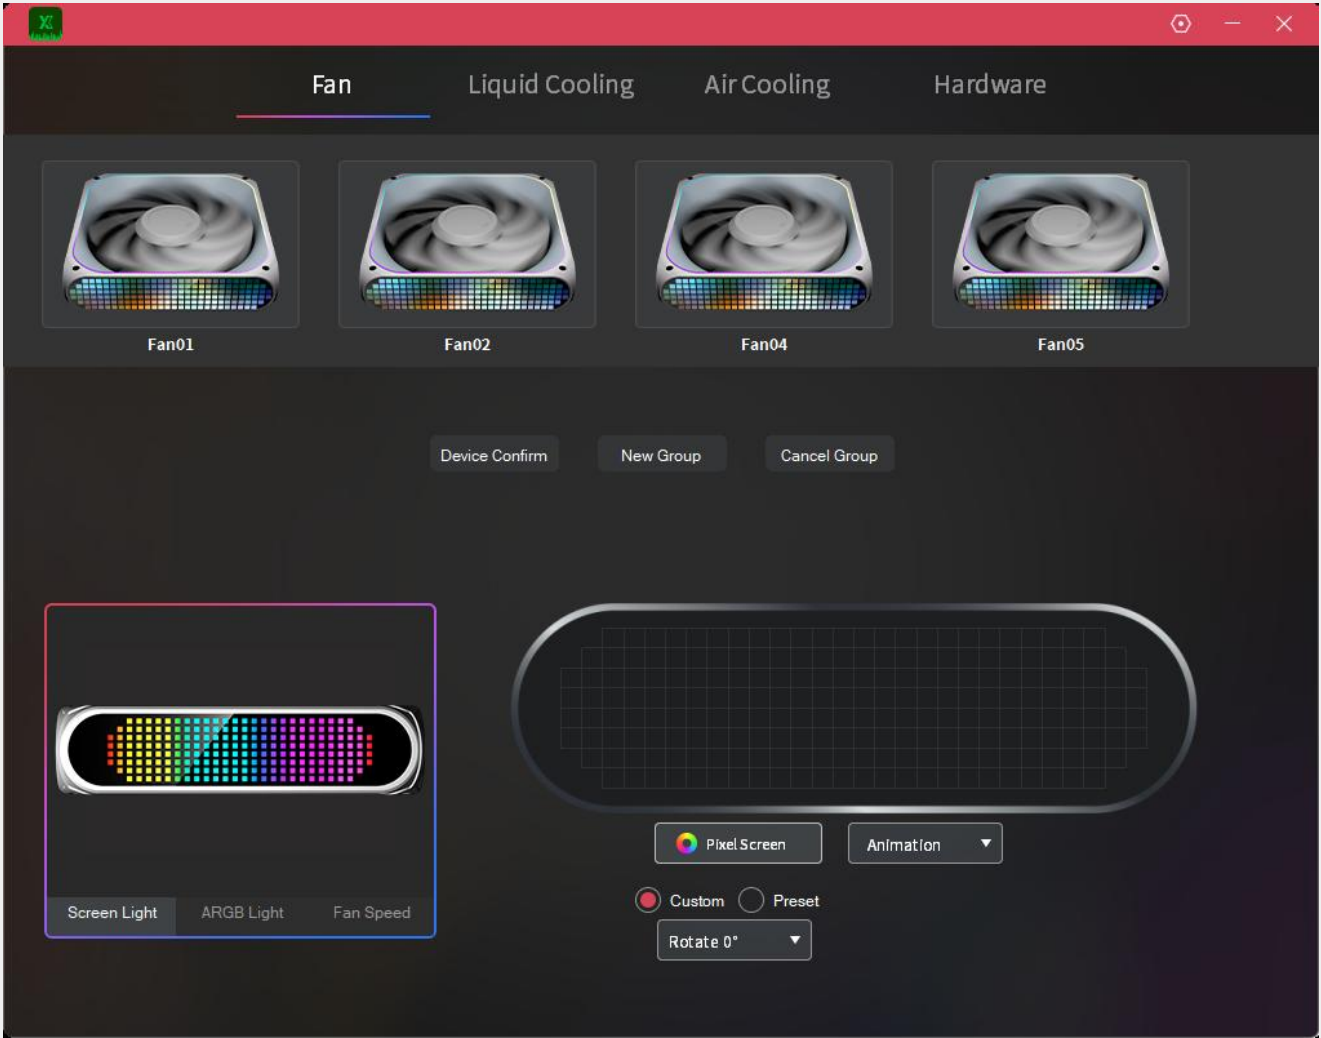 Fan
Liquid Cooling
Air Cooling
Hardware
Fan01
Fan02
Fan04
Fan05
Device Confirm
New Group
Cancel Group
Pixel Screen
Animation
Custom
Preset
Rotate 0°
Screen Light
ARGB Light
Fan Speed